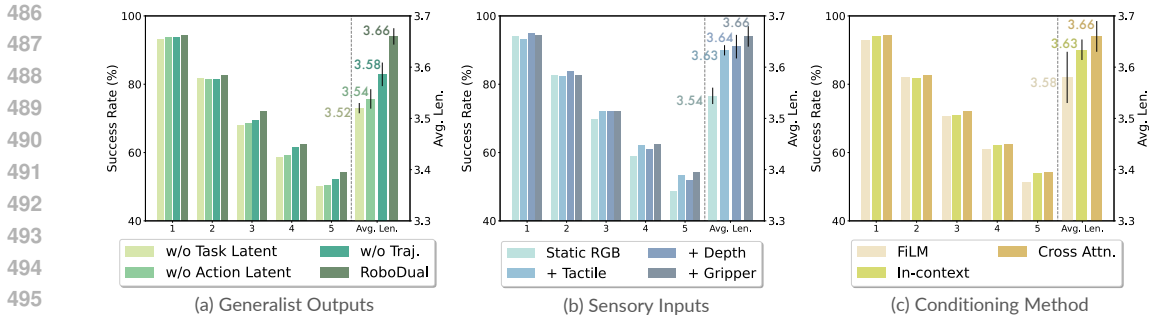 486
487
488
489
490
491
492
493
494
495
100
80
60
40
Success Rate (%)
3.52
3.54
3.58
3.66
3.7
3.6
3.5
3.4
3.3
Avg. Len.
1 2 3 4 5 Avg. Len.
w/o Task Latent w/o Traj.
w/o Action Latent RoboDual
(a) Generalist Outputs
100
80
60
40
Success Rate (%)
3.54
3.63
3.64
3.66
3.7
3.6
3.5
3.4
3.3
Avg. Len.
1 2 3 4 5 Avg. Len.
Static RGB + Depth
+ Tactile + Gripper
(b) Sensory Inputs
100
80
60
40
Success Rate (%)
3.58
3.63
3.66
3.7
3.6
3.5
3.4
3.3
Avg. Len.
1 2 3 4 5 Avg. Len.
FiLM Cross Attn.
In-context
(c) Conditioning Method